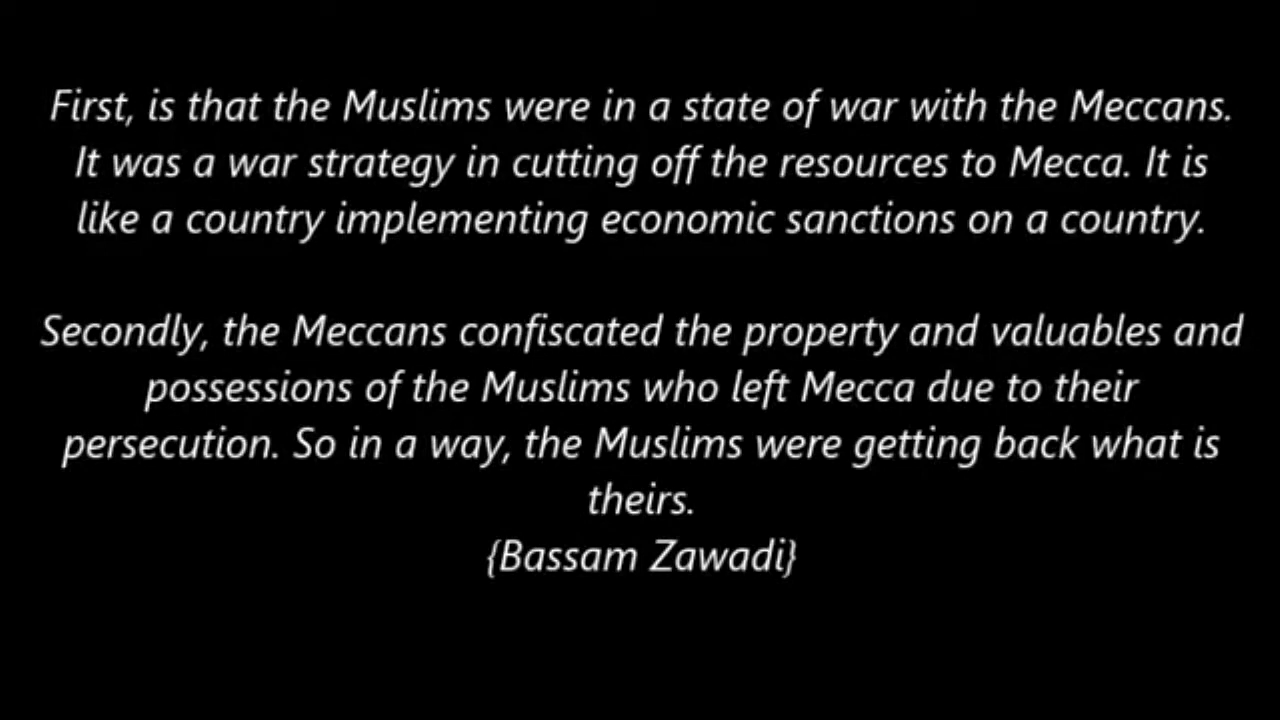 First, is that the Muslims were in a state of war with the Meccans.
It was a war strategy in cutting off the resources to Mecca. It is
like a country implementing economic sanctions on a country.
Secondly, the Meccans confiscated the property and valuables and
possessions of the Muslims who left Mecca due to their
persecution. So in a way, the Muslims were getting back what is
theirs.
{Bassam Zawadi}